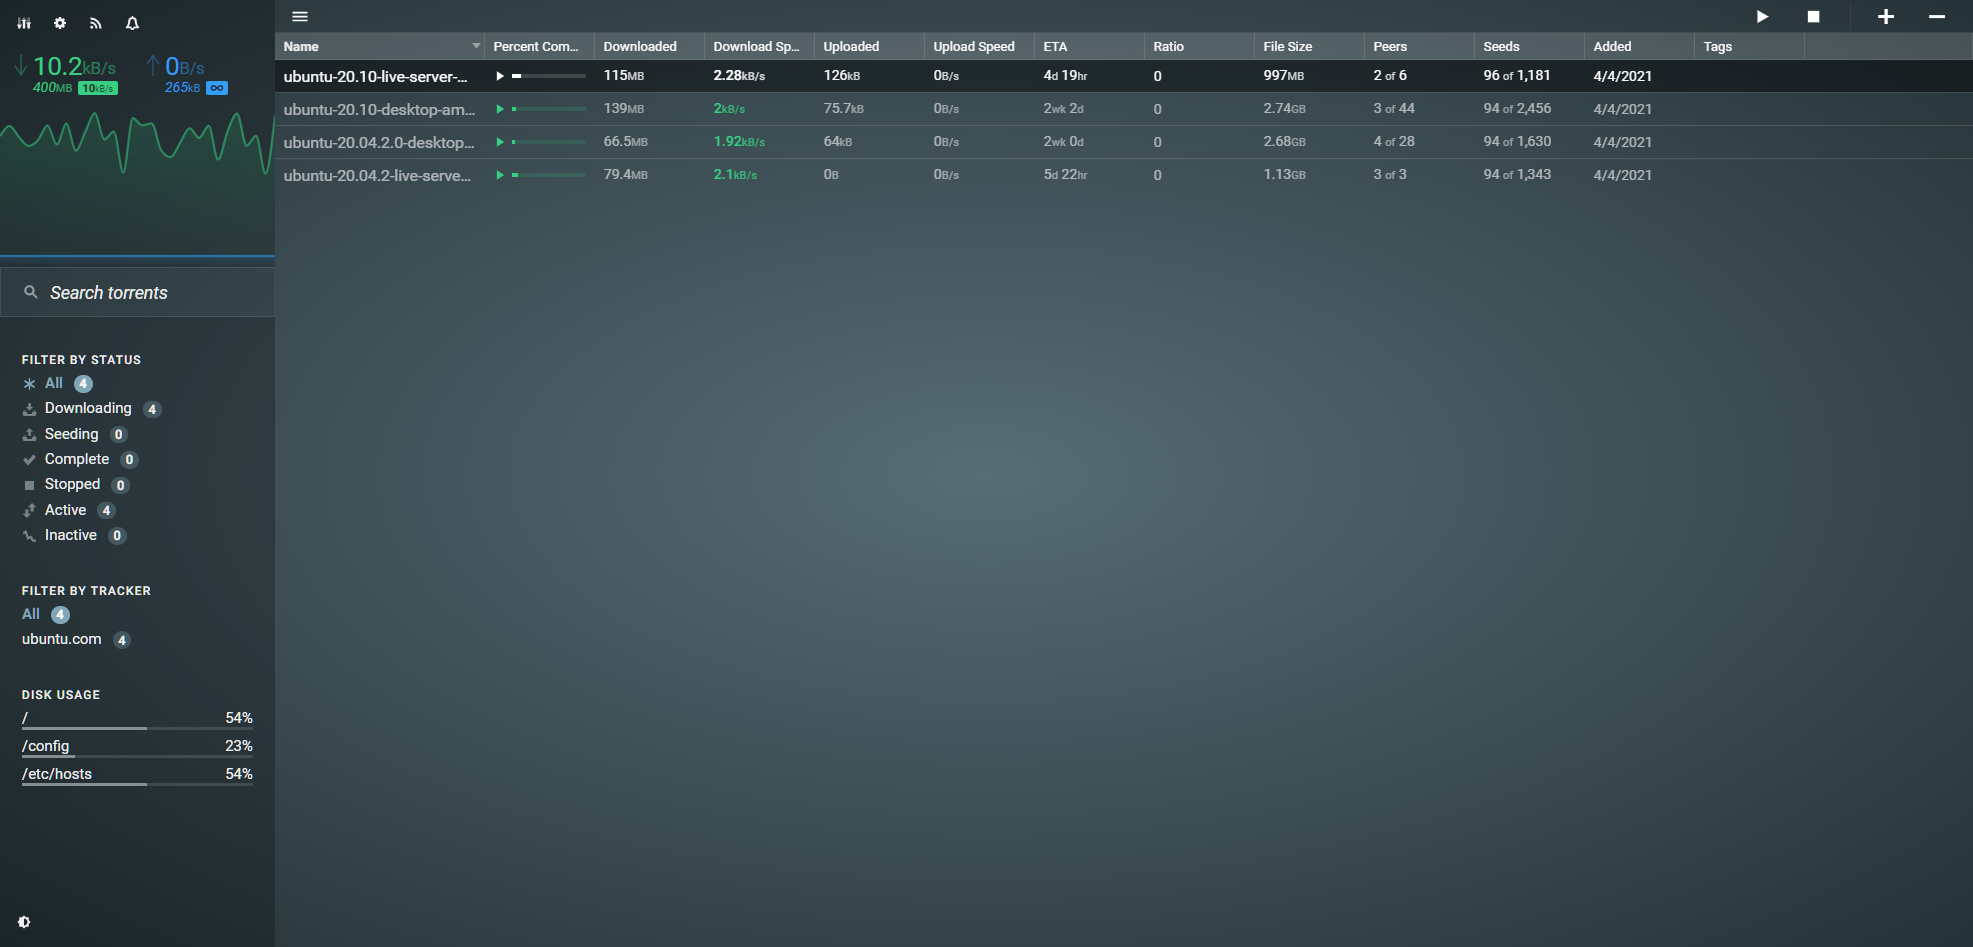 10.2kB/s 0B/s
400MB 10kB/s 265kB
Search torrents
FILTER BY STATUS
All 4
Downloading 4
Seeding 0
Complete 0
Stopped 0
Active 4
Inactive 0
FILTER BY TRACKER
All 4
ubuntu.com 4
DISK USAGE
/ 54%
/config 23%
/etc/hosts 54%
Name Percent Com... Downloaded Download Sp... Uploaded Upload Speed ETA Ratio File Size Peers Seeds Added Tags
ubuntu-20.10-live-server-... 115MB 2.28kB/s 126kB 0B/s 4d 19hr 0 997MB 2 of 6 96 of 1,181 4/4/2021
ubuntu-20.10-desktop-am... 139MB 2kB/s 75.7kB 0B/s 2wk 2d 0 2.74GB 3 of 44 94 of 2,456 4/4/2021
ubuntu-20.04.2.0-desktop... 66.5MB 1.92kB/s 64kB 0B/s 2wk 0d 0 2.68GB 4 of 28 94 of 1,630 4/4/2021
ubuntu-20.04.2-live-serve... 79.4MB 2.1kB/s 0B 0B/s 5d 22hr 0 1.13GB 3 of 3 94 of 1,343 4/4/2021